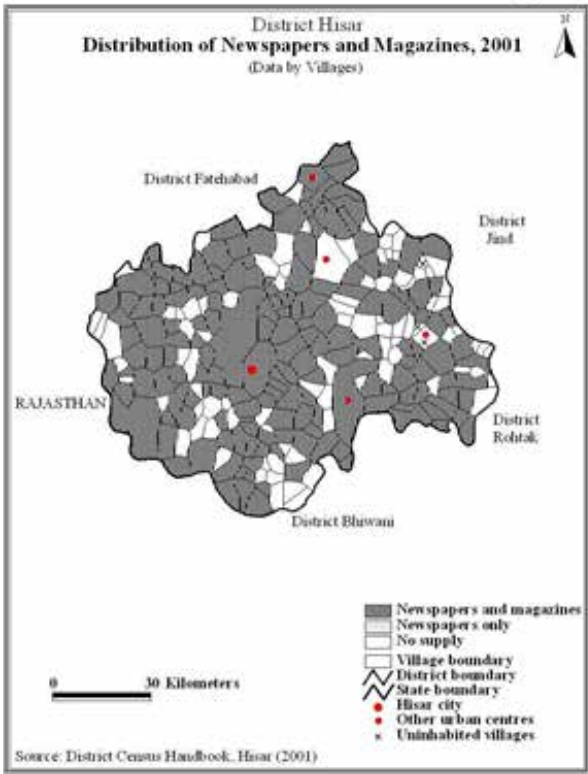 District Hisar
Distribution of Newspapers and Magazines, 2001
(Data by Villages)
N
District Fatehabad
District
Jind
RAJASTHAN
District
Rohtak
District Bhiwani
Newspapers and magazines
Newspapers only
No supply
Village boundary
District boundary
State boundary
Hisar city
Other urban centres
Uninhabited villages
0 30 Kilometers
Source: District Census Handbook, Hisar (2001)